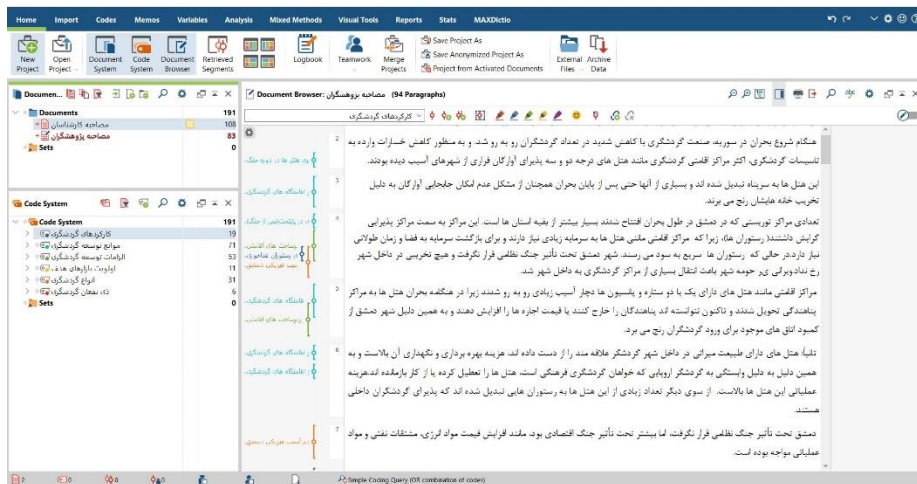 Home Import Codes Memos Variables Analysis Mixed Methods Visual Tools Reports Stats MAXDictio
New Project
Open Project
Document System
Code System
Document Browser
Retrieved Segments
Logbook
Teamwork
Merge Projects
Save Project As
Save Anonymized Project As
Project from Activated Documents
External Files
Archive Data
Documen...
Documents 191
مصاحبه کارشناسان 108
مصاحبه پژوهشگران 83
Sets 0
Code System
Code System 191
کارکردهای گردشگری 19
موانع توسعه گردشگری 71
الزامات توسعه گردشگری 53
اولویت بازارهای هدف 11
انواع گردشگری 31
ذی نفعان گردشگری 6
Sets 0
Document Browser: مصاحبه پژوهشگران (94 Paragraphs)
کارکردهای گردشگری
2 هنگام شروع بحران در سوریه، صنعت گردشگری با کاهش شدید در تعداد گردشگران رو به رو شد. و به منظور کاهش خسارات وارده به
تاسیسات گردشگری، اکثر مراکز اقامتی گردشگری مانند هتل های درجه دو و سه پذیرای آوارگان فراری از شهرهای آسیب دیده بودند.
3 این هتل ها به سرپناه تبدیل شده اند و بسیاری از آنها حتی پس از پایان بحران همچنان از مشکل عدم امکان جابجایی آوارگان به دلیل
تخریب خانه هایشان رنج می برند.
4 تعدادی مراکز توریستی که در دمشق در طول بحران افتتاح شدند بسیار بیشتر از بقیه استان ها است. این مراکز به سمت مراکز پذیرایی
گرایش داشتند( رستوران ها)، زیرا که مراکز اقامتی مانند هتل ها به سرمایه زیادی نیاز دارند و برای بازگشت سرمایه به فضا و زمان طولانی
نیاز دارد.در حالی که رستوران ها سریع به سود می رسند. شهر دمشق تحت تأثیر جنگ نظامی قرار نگرفت و هیچ تخریبی در داخل شهر
رخ نداد حومه شهر باعث انتقال بسیاری از مراکز گردشگری به داخل شهر شد.
5 مراکز اقامتی مانند هتل های دارای یک یا دو ستاره و پانسیون ها دچار آسیب زیادی رو به رو شدند زیرا در هنگامه بحران هتل ها به مراکز
پناهندگی تحویل شدند و تاکنون نتوانسته اند پناهندگان را خارج کنند یا قیمت اجاره ها را افزایش دهند و به همین دلیل شهر دمشق از
کمبود اتاق های موجود برای ورود گردشگران رنج می برد.
6 ثانیاً: هتل های دارای طبیعت میراثی در داخل شهر گردشگر علاقه مند را از دست داده اند، هزینه بهره برداری و نگهداری آن بالاست و به
همین دلیل به دلیل وابستگی به گردشگر اروپایی که خواهان گردشگری فرهنگی است، هتل ها را تعطیل کرده یا از کار بازمانده اند.هزینه
عملیاتی این هتل ها بالاست. از سوی دیگر تعداد زیادی از این هتل ها به رستوران هایی تبدیل شده اند که پذیرای گردشگران داخلی
هستند.
7 دمشق تحت تأثیر جنگ نظامی قرار نگرفت، اما بیشتر تحت تأثیر جنگ اقتصادی بود، مانند افزایش قیمت مواد انرژی، مشتقات نفتی و مواد
عملیاتی مواجه بوده است.
2 0 0 0 Simple Coding Query (OR combination of codes)